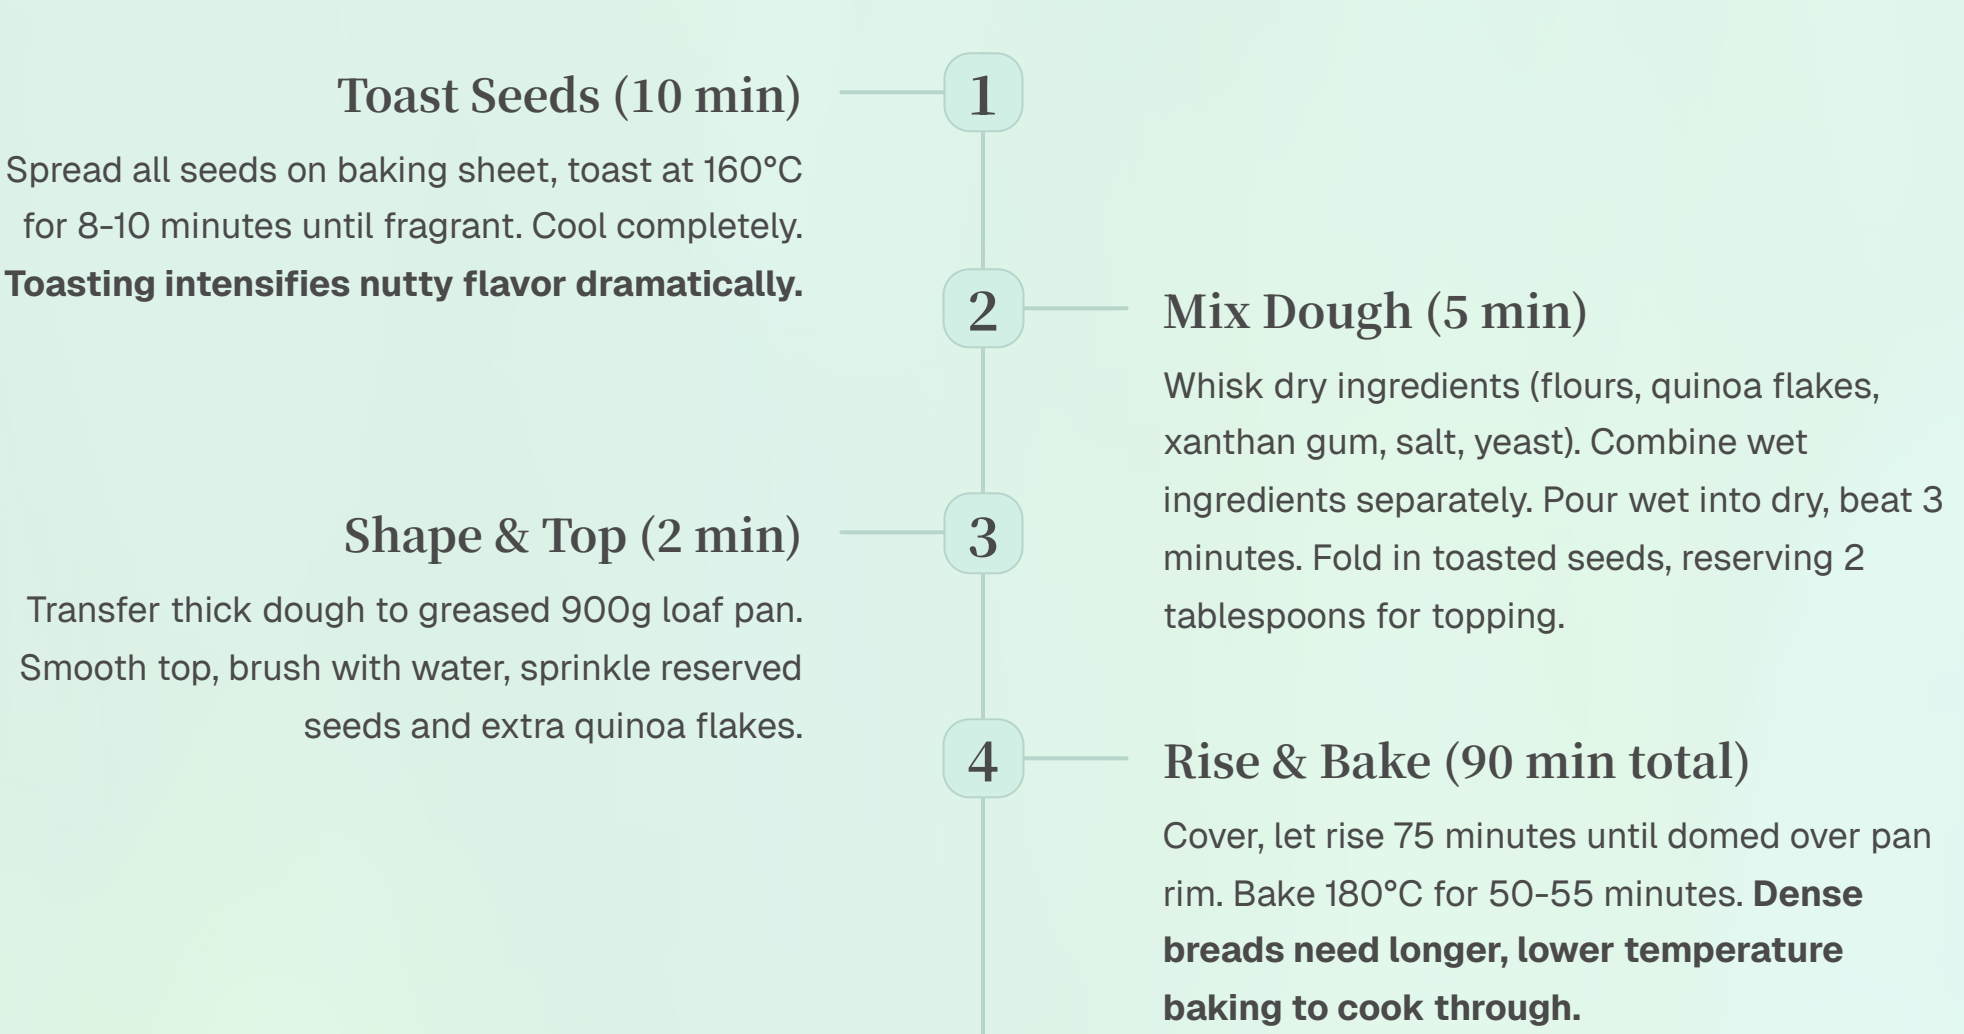 1
Toast Seeds (10 min)
Spread all seeds on baking sheet, toast at 160°C
for 8-10 minutes until fragrant. Cool completely.
Toasting intensifies nutty flavor dramatically.
2
Mix Dough (5 min)
Whisk dry ingredients (flours, quinoa flakes,
xanthan gum, salt, yeast). Combine wet
ingredients separately. Pour wet into dry, beat 3
minutes. Fold in toasted seeds, reserving 2
tablespoons for topping.
3
Shape & Top (2 min)
Transfer thick dough to greased 900g loaf pan.
Smooth top, brush with water, sprinkle reserved
seeds and extra quinoa flakes.
4
Rise & Bake (90 min total)
Cover, let rise 75 minutes until domed over pan
rim. Bake 180°C for 50-55 minutes. Dense
breads need longer, lower temperature
baking to cook through.